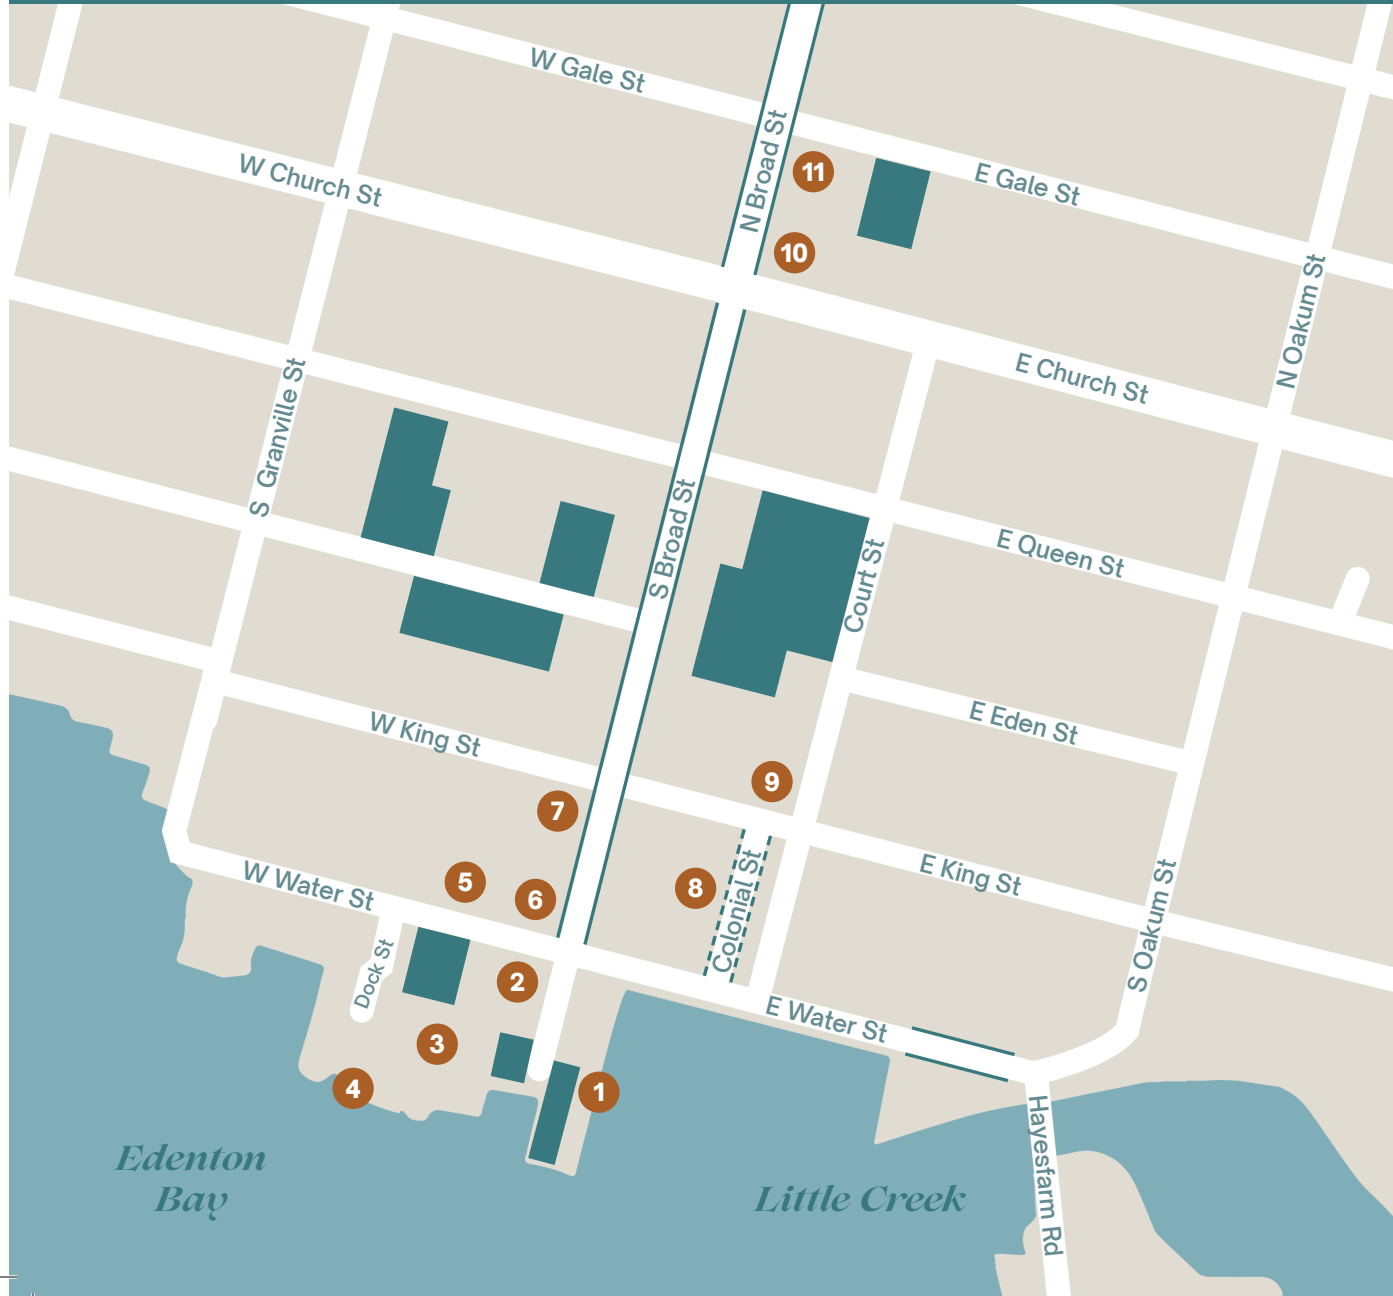 W Gale St
N Broad St
11
E Gale St
W Church St
10
N Oakum St
E Church St
S Granville St
S Broad St
Court St
E Queen St
W King St
E Eden St
7
9
5
6
8
Colonial St
E King St
W Water St
S Oakum St
Dock St
2
E Water St
3
4
1
Hayesfarm Rd
Edenton
Bay
Little Creek